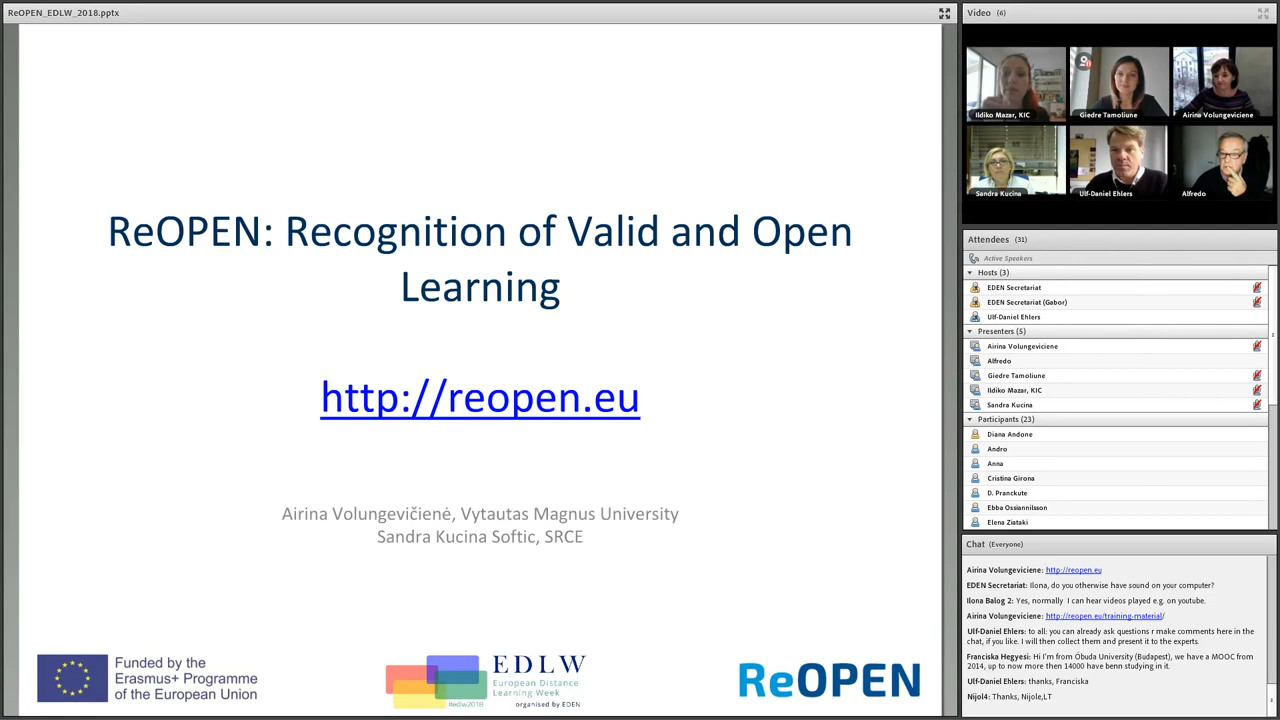 ReOPEN_EDLW_2018.pptx
ReOPEN: Recognition of Valid and Open
Learning
http://reopen.eu
Airina Volungevičienė, Vytautas Magnus University
Sandra Kucina Softic, SRCE
Funded by the
Erasmus+ Programme
of the European Union
EDLW
European Distance
Learning Week
#edlw2018
organised by EDEN
ReOPEN
Video (6)
Ildiko Mazar, KIC
Giedre Tamoliune
Airina Volungeviciene
Sandra Kucina
Ulf-Daniel Ehlers
Alfredo
Attendees (31)
Active Speakers
Hosts (3)
EDEN Secretariat
EDEN Secretariat (Gabor)
Ulf-Daniel Ehlers
Presenters (5)
Airina Volungeviciene
Alfredo
Giedre Tamoliune
Ildiko Mazar, KIC
Sandra Kucina
Participants (23)
Diana Andone
Andro
Anna
Cristina Girona
D. Pranckute
Ebba Ossiannilsson
Elena Ziataki
Chat (Everyone)
Airina Volungeviciene: http://reopen.eu
EDEN Secretariat: Ilona, do you otherwise have sound on your computer?
Ilona Balog 2: Yes, normally I can hear videos played e.g. on youtube.
Airina Volungeviciene: http://reopen.eu/training-material/
Ulf-Daniel Ehlers: to all: you can already ask questions r make comments here in the
chat, if you like. I will then collect them and present it to the experts.
Franciska Hegyesi: Hi I'm from Óbuda University (Budapest), we have a MOOC from
2014, up to now more then 14000 have benn studying in it.
Ulf-Daniel Ehlers: thanks, Franciska
Nijol4: Thanks, Nijole,LT